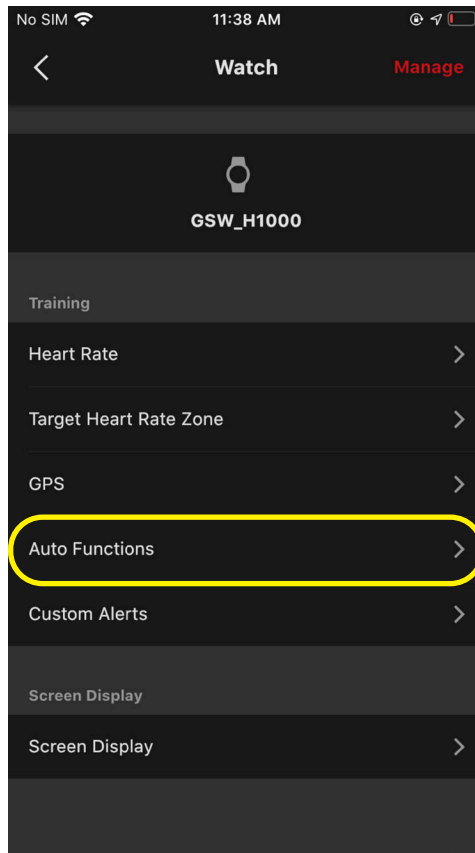 No SIM 11:38 AM
Watch Manage
GSW_H1000
Training
Heart Rate
Target Heart Rate Zone
GPS
Auto Functions
Custom Alerts
Screen Display
Screen Display